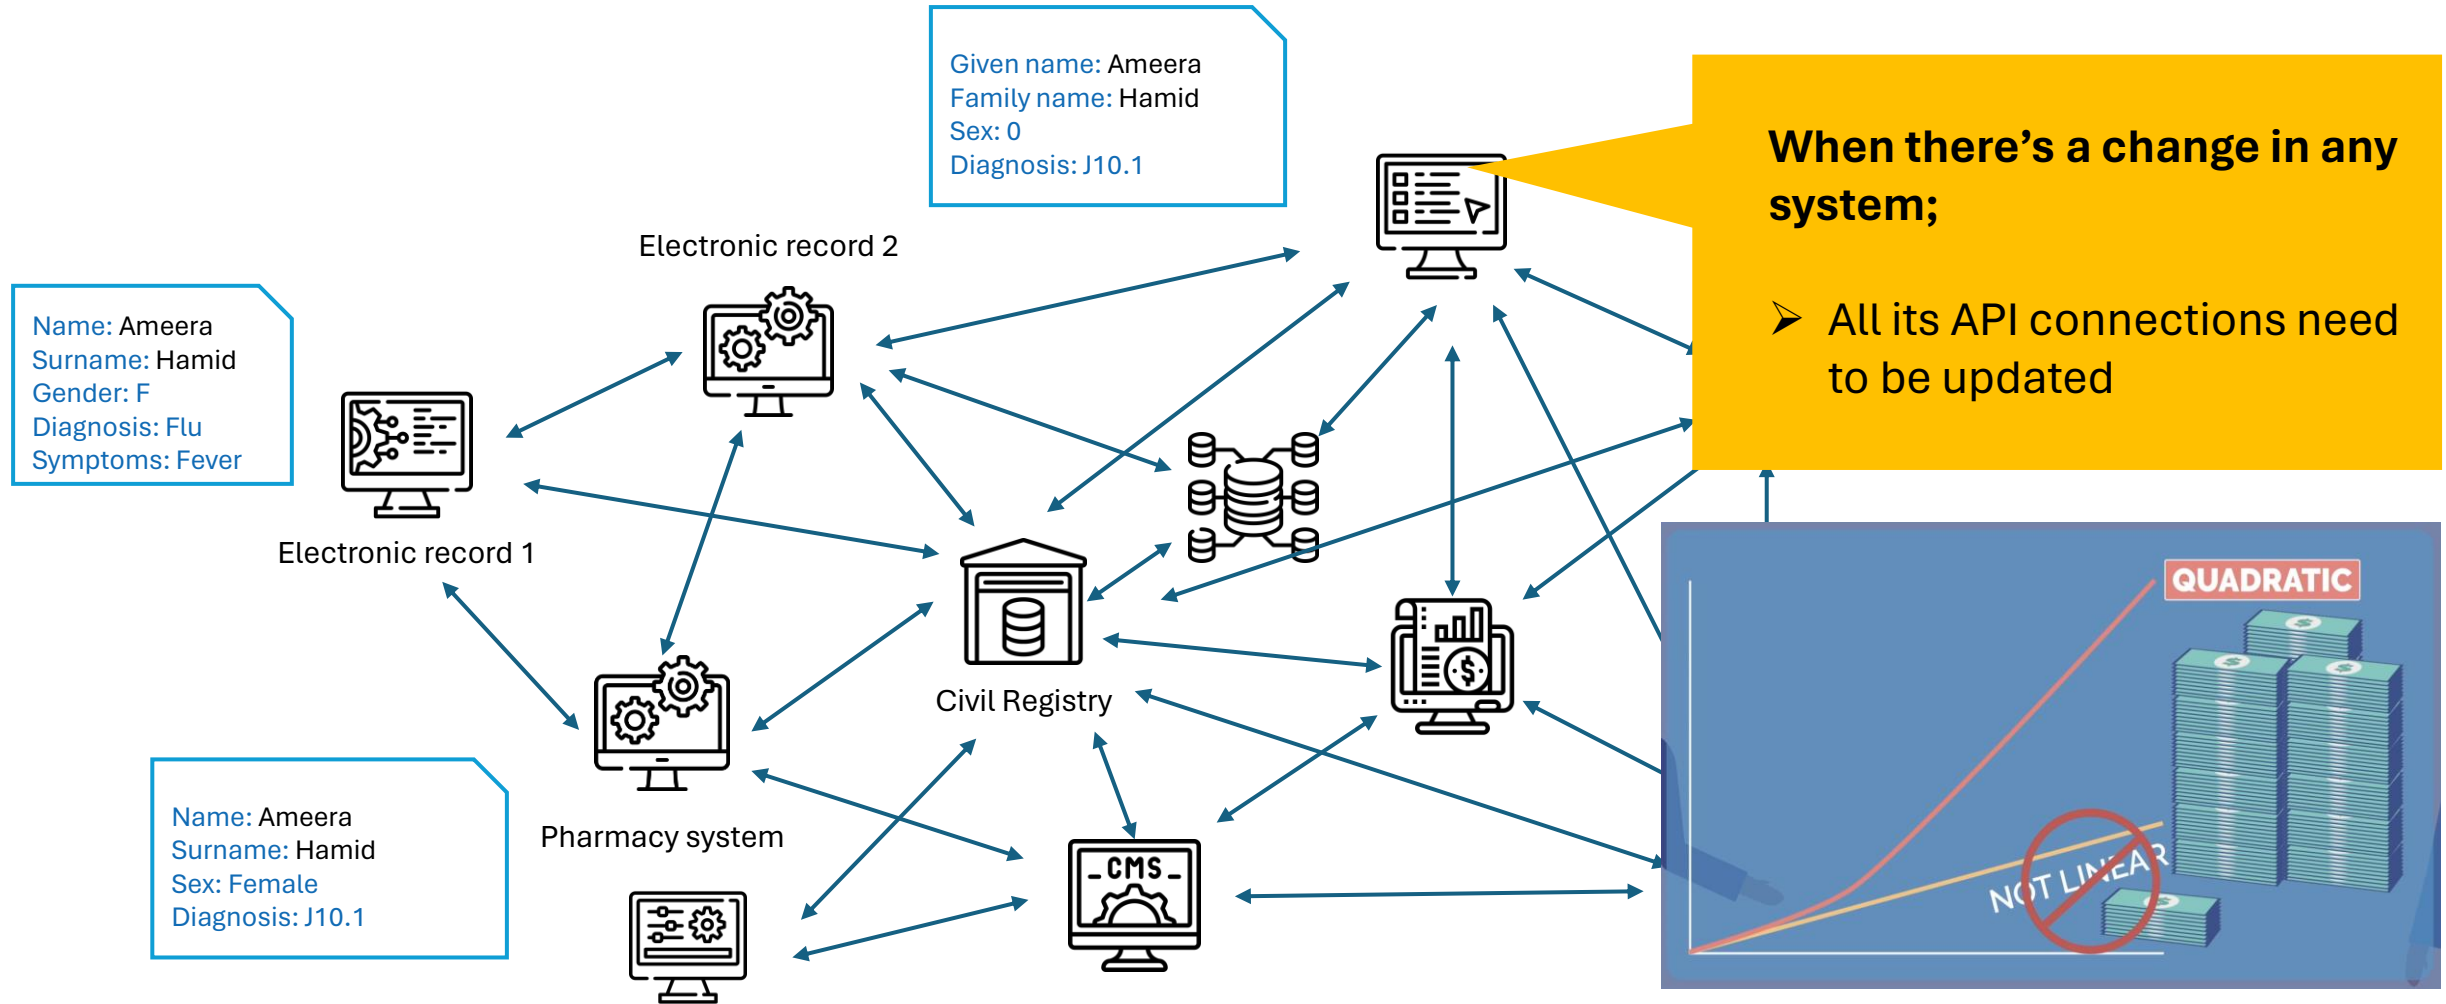 Given name: Ameera
Family name: Hamid
Sex: 0
Diagnosis: J10.1
When there’s a change in any
system;
➢ All its API connections need
to be updated
Electronic record 2
Name: Ameera
Surname: Hamid
Gender: F
Diagnosis: Flu
Symptoms: Fever
Electronic record 1
Civil Registry
QUADRATIC
NOT LINEAR
Name: Ameera
Surname: Hamid
Sex: Female
Diagnosis: J10.1
Pharmacy system
CMS